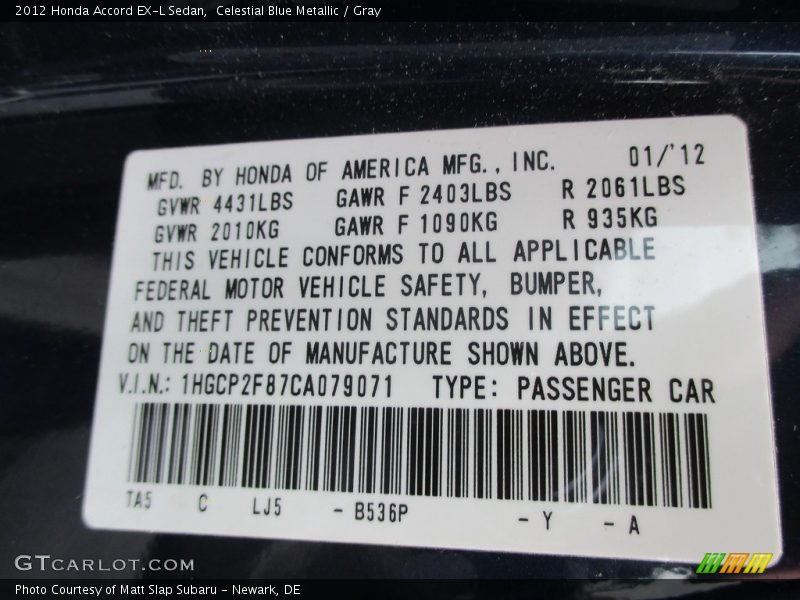 2012 Honda Accord EX-L Sedan,  Celestial Blue Metallic / Gray
MFD. BY HONDA OF AMERICA MFG., INC. 01/'12
GVWR 4431LBS GAWR F 2403LBS R 2061LBS
GVWR 2010KG GAWR F 1090KG R 935KG
THIS VEHICLE CONFORMS TO ALL APPLICABLE
FEDERAL MOTOR VEHICLE SAFETY, BUMPER,
AND THEFT PREVENTION STANDARDS IN EFFECT
ON THE DATE OF MANUFACTURE SHOWN ABOVE.
V.I.N.: 1HGCP2F87CA079071 TYPE: PASSENGER CAR
TA5 C LJ5 - B536P - Y - A
GTCARLOT.COM
Photo Courtesy of Matt Slap Subaru - Newark, DE